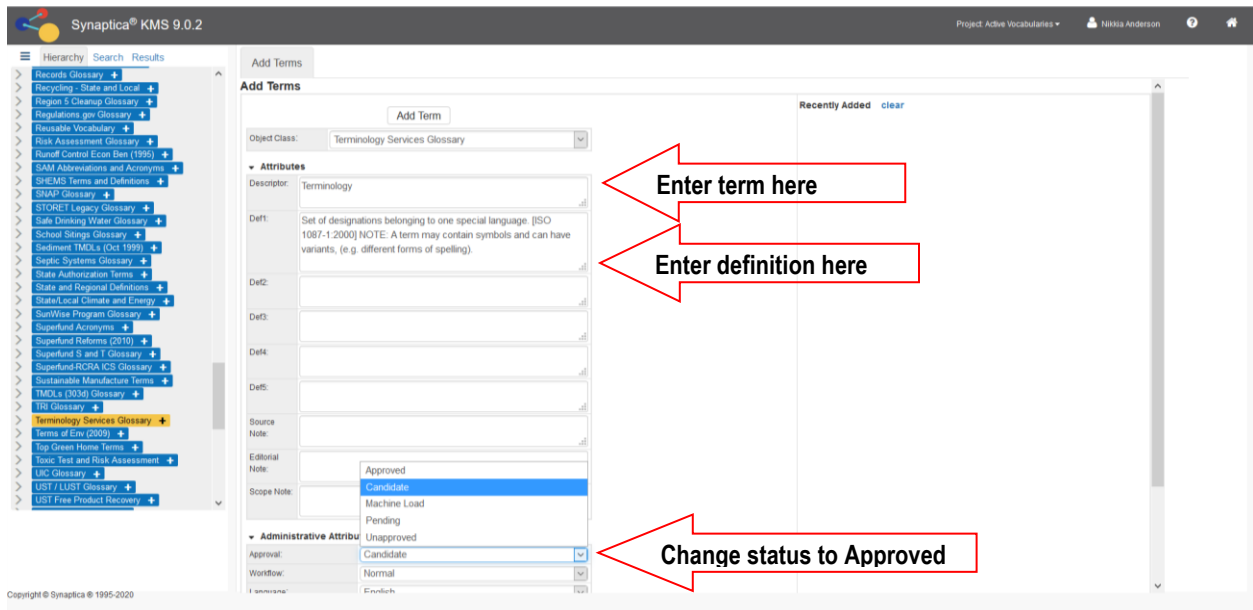 Synaptica® KMS 9.0.2
Project: Active Vocabularies
Nikkia Anderson
Hierarchy Search Results
Records Glossary +
Recycling - State and Local +
Region 5 Cleanup Glossary +
Regulations.gov Glossary +
Reusable Vocabulary +
Risk Assessment Glossary +
Runoff Control Econ Ben (1995) +
SAM Abbreviations and Acronyms +
SHEMS Terms and Definitions +
SNAP Glossary +
STORET Legacy Glossary +
Safe Drinking Water Glossary +
School Sitings Glossary +
Sediment TMDLs (Oct 1999) +
Septic Systems Glossary +
State Authorization Terms +
State and Regional Definitions +
State/Local Climate and Energy +
SunWise Program Glossary +
Superfund Acronyms +
Superfund Reforms (2010) +
Superfund S and T Glossary +
Superfund-RCRA ICS Glossary +
Sustainable Manufacture Terms +
TMDLs (303d) Glossary +
TRI Glossary +
Terminology Services Glossary +
Terms of Env (2009) +
Top Green Home Terms +
Toxic Test and Risk Assessment +
UIC Glossary +
UST / LUST Glossary +
UST Free Product Recovery +
Copyright © Synaptica ® 1995-2020
Add Terms
Add Terms
Add Term
Object Class: Terminology Services Glossary
Attributes
Descriptor: Terminology
Def1: Set of designations belonging to one special language. [ISO
1087-1:2000] NOTE: A term may contain symbols and can have
variants, (e.g. different forms of spelling).
Def2:
Def3:
Def4:
Def5:
Source
Note:
Editorial
Note:
Scope Note:
Approved
Candidate
Machine Load
Pending
Unapproved
Administrative Attribu
Approval: Candidate
Workflow: Normal
Language: English
Recently Added clear
Enter term here
Enter definition here
Change status to Approved